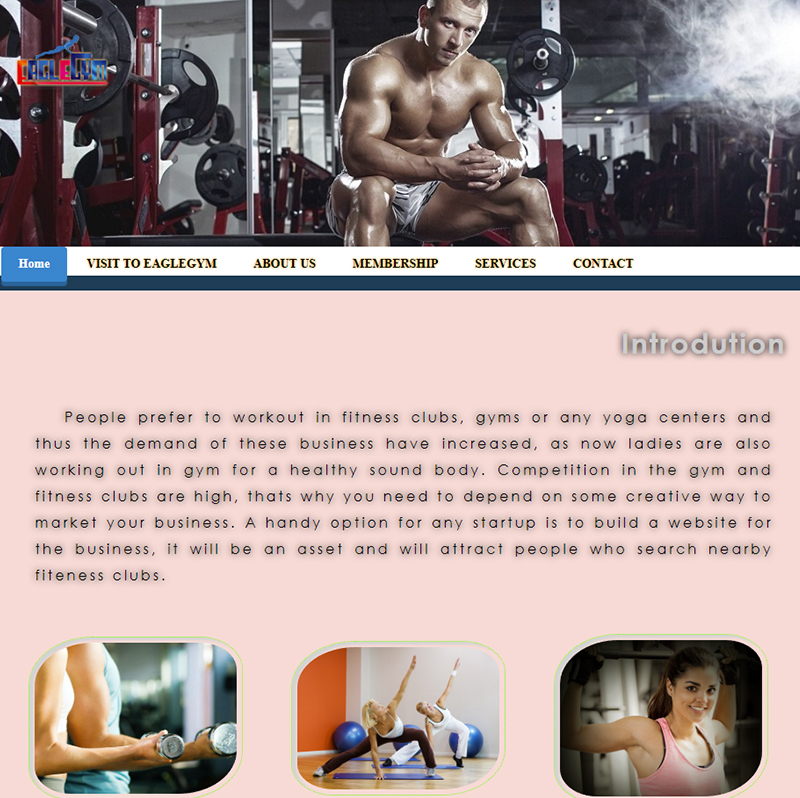 EAGLEGYM
Home VISIT TO EAGLEGYM ABOUT US MEMBERSHIP SERVICES CONTACT
Introdution
People prefer to workout in fitness clubs, gyms or any yoga centers and
thus the demand of these business have increased, as now ladies are also
working out in gym for a healthy sound body. Competition in the gym and
fitness clubs are high, thats why you need to depend on some creative way to
market your business. A handy option for any startup is to build a website for
the business, it will be an asset and will attract people who search nearby
fiteness clubs.